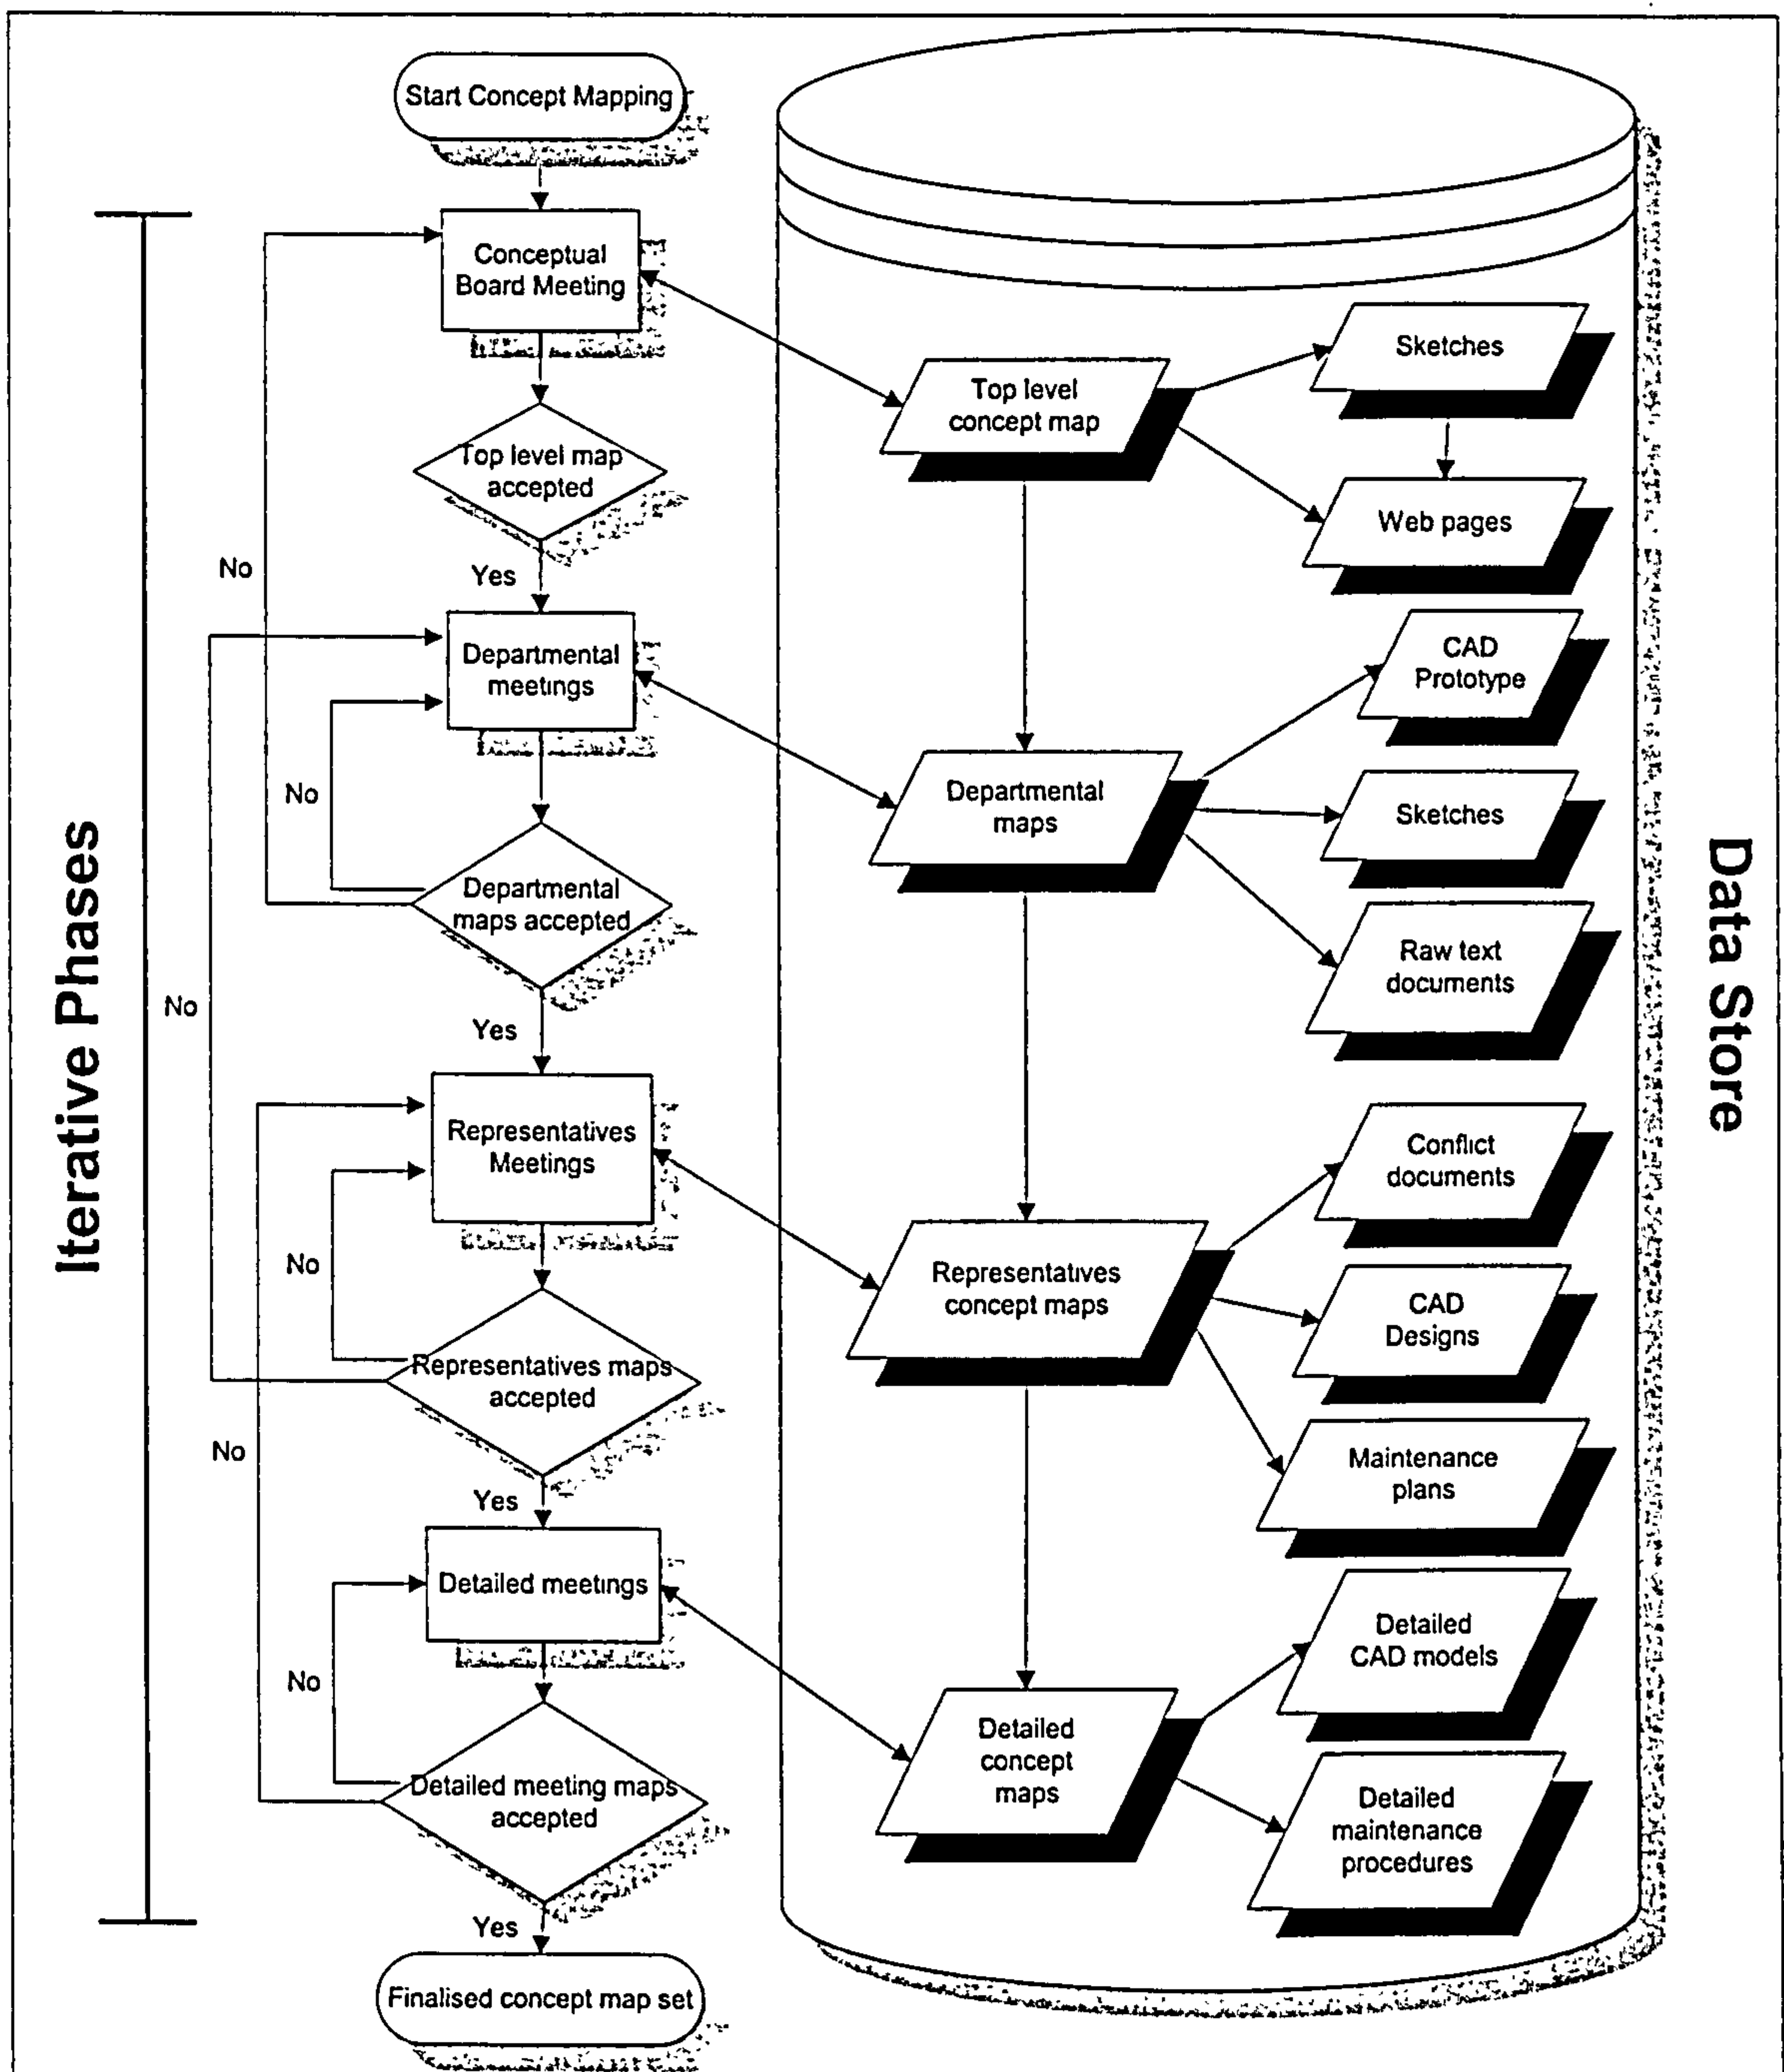 Start Concept Mapping
Conceptual
Board Meeting
Top level map
accepted
No
Yes
Departmental
meetings
No
Departmental
maps accepted
No
Yes
Representatives
Meetings
No
Representatives maps
accepted
No
Yes
Detailed meetings
No
Detailed meeting maps
accepted
Yes
Finalised concept map set
Iterative Phases
Top level
concept map
Sketches
Web pages
Departmental
maps
CAD
Prototype
Sketches
Raw text
documents
Representatives
concept maps
Conflict
documents
CAD
Designs
Maintenance
plans
Detailed
concept
maps
Detailed
CAD models
Detailed
maintenance
procedures
Data Store